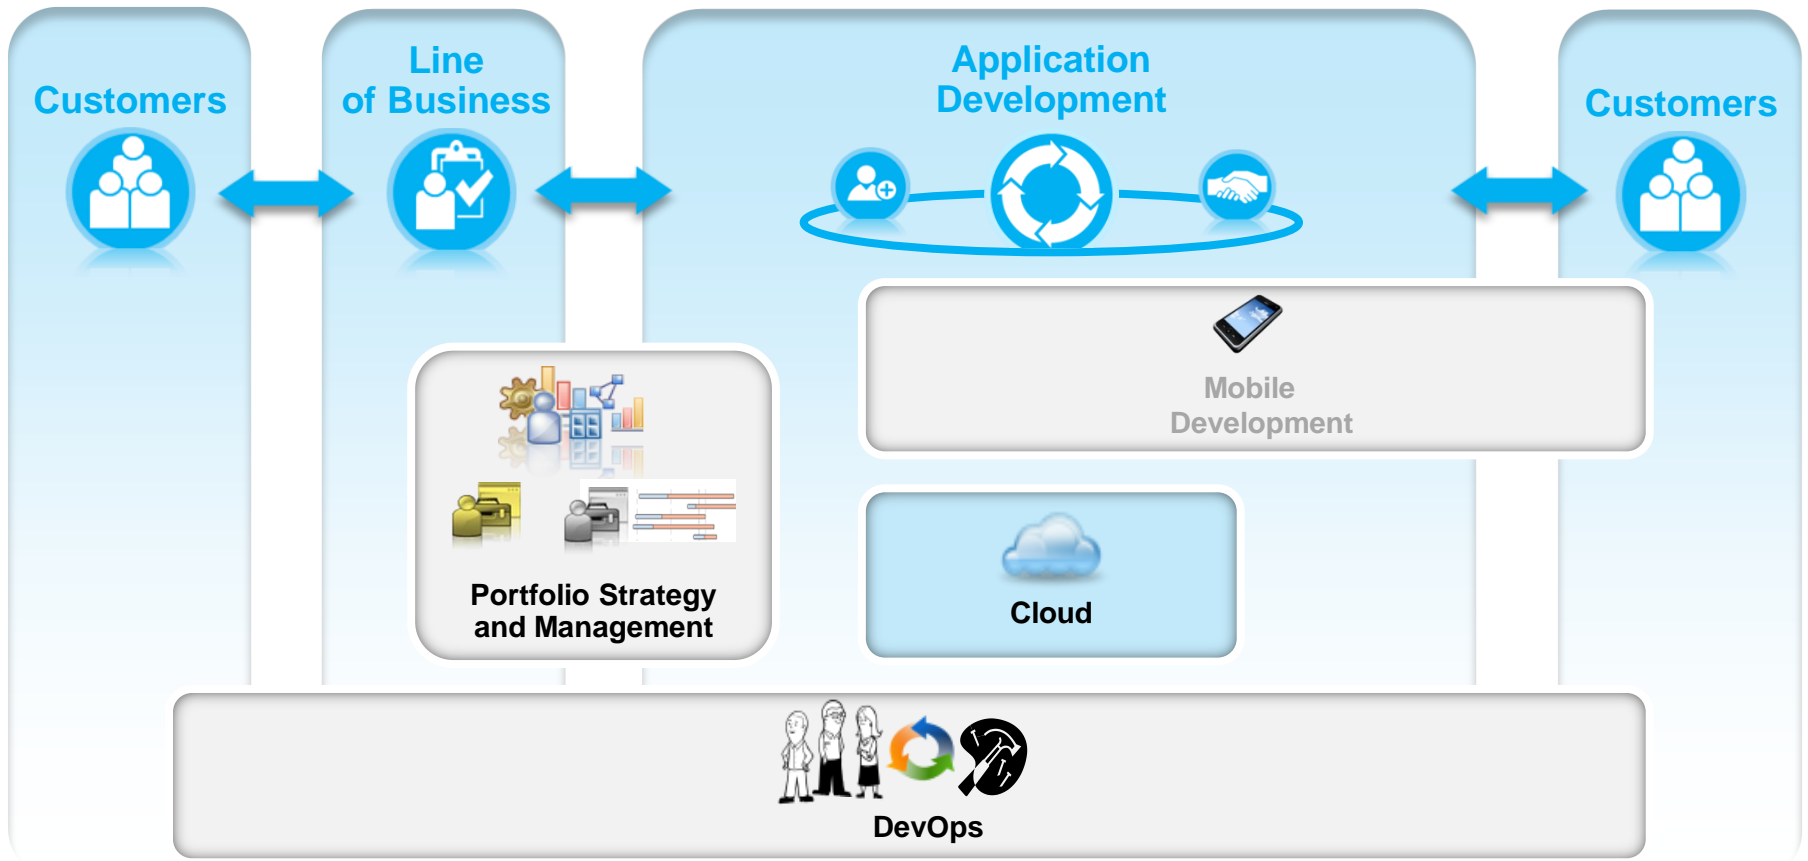 Customers
Line
of Business
Application
Development
Customers
Mobile
Development
Portfolio Strategy
and Management
Cloud
DevOps